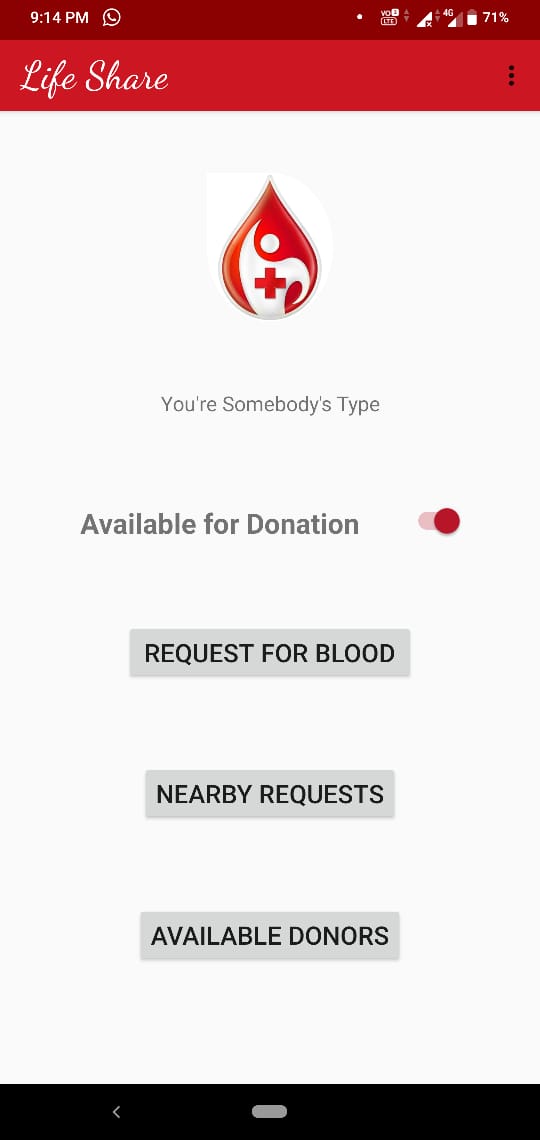 9:14 PM
VO 1 LTE 4G 71%
Life Share
You're Somebody's Type
Available for Donation
REQUEST FOR BLOOD
NEARBY REQUESTS
AVAILABLE DONORS